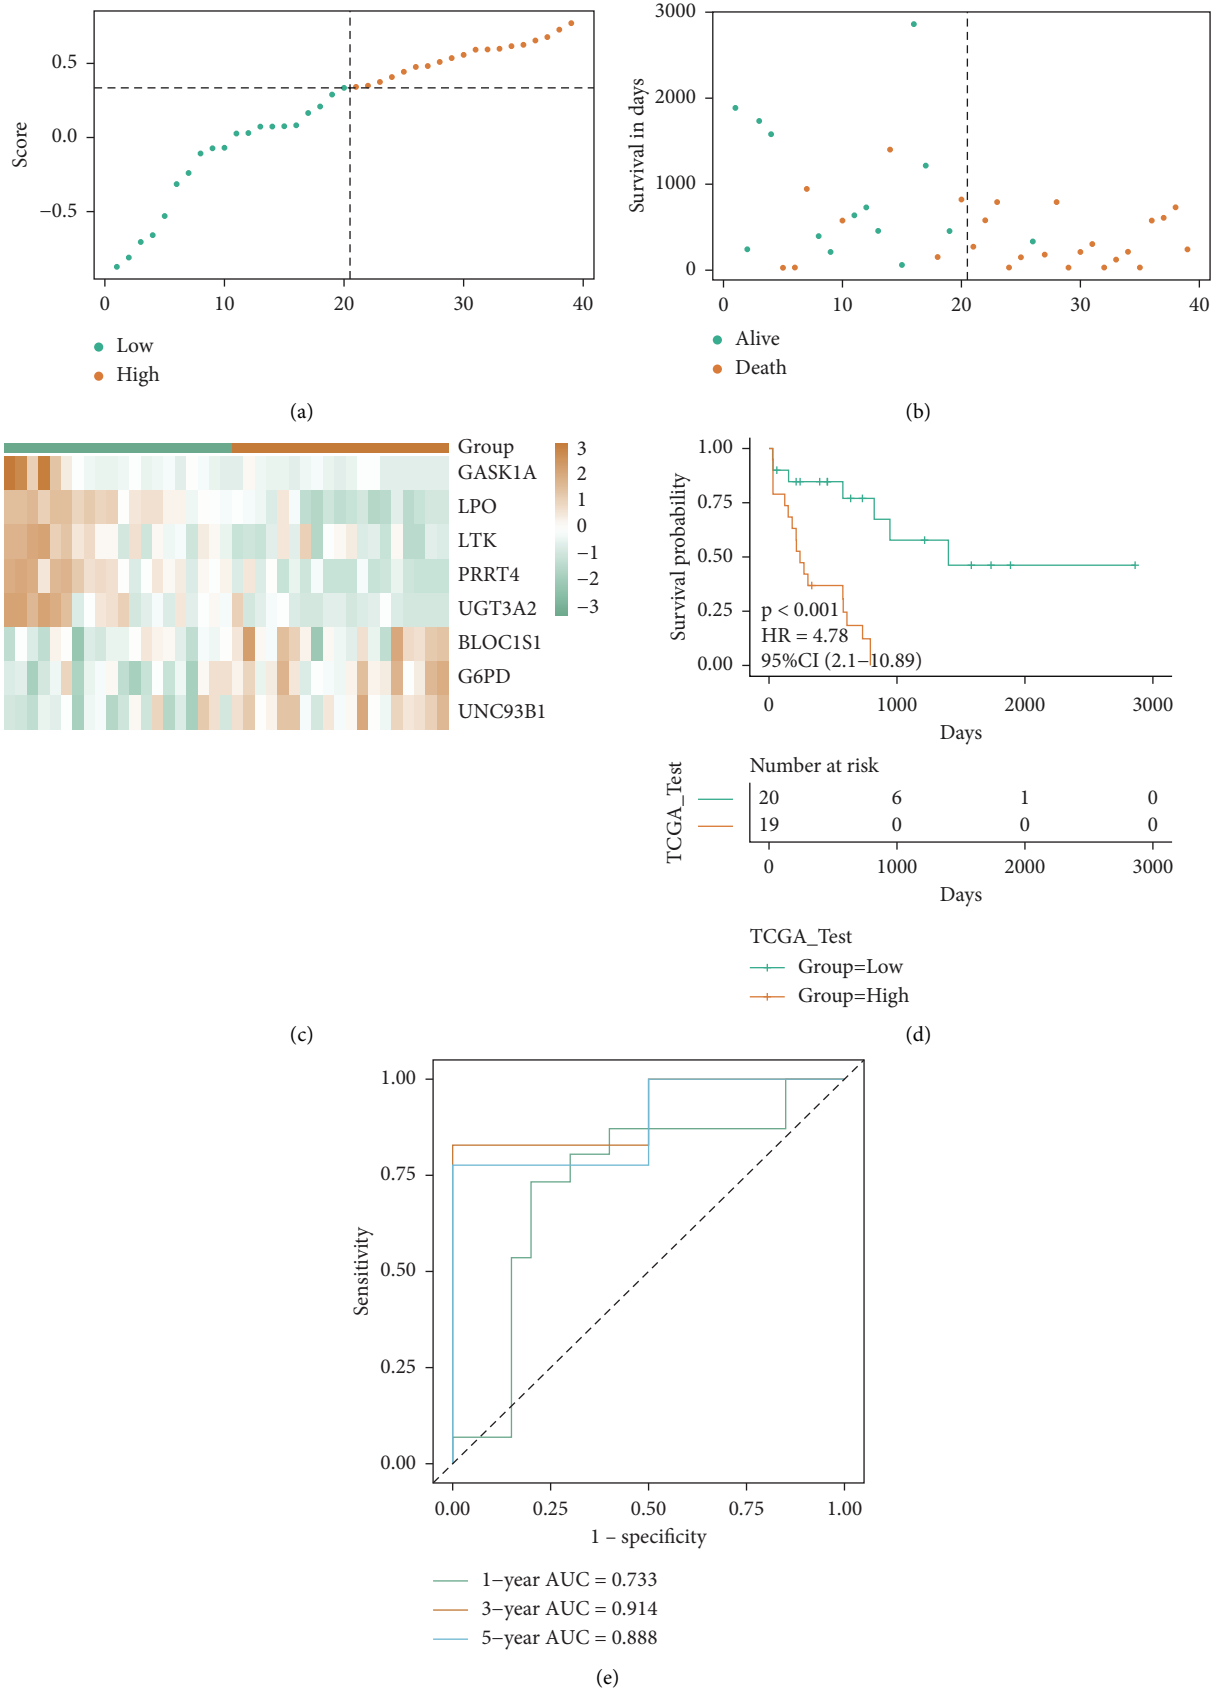 0.5
0.0
−0.5
Score
0 10 20 30 40
Low
High
(a)
3000
2000
1000
0
Survival in days
0 10 20 30 40
Alive
Death
(b)
Group
GASK1A
LPO
LTK
PRRT4
UGT3A2
BLOC1S1
G6PD
UNC93B1
3
2
1
0
−1
−2
−3
(c)
1.00
0.75
0.50
0.25
0.00
Survival probability
p < 0.001
HR = 4.78
95%CI (2.1−10.89)
0 1000 2000 3000
Days
Number at risk
TCGA_Test
20 6 1 0
19 0 0 0
0 1000 2000 3000
Days
TCGA_Test
Group=Low
Group=High
(d)
1.00
0.75
0.50
0.25
0.00
Sensitivity
0.00 0.25 0.50 0.75 1.00
1 – specificity
1−year AUC = 0.733
3−year AUC = 0.914
5−year AUC = 0.888
(e)